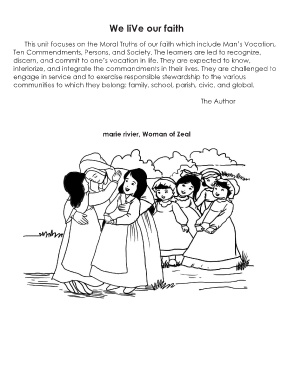 We liVe our faith
This unit focuses on the Moral Truths of our faith which include Man's Vocation,
Ten Commandments, Persons, and Society. The learners are led to recognize,
discern, and commit to one's vocation in life. They are expected to know,
interiorize, and integrate the commandments in their lives. They are challenged to
engage in service and to exercise responsible stewardship to the various
communities to which they belong: family, school, parish, civic, and global.
The Author
marie rivier, Woman of Zeal